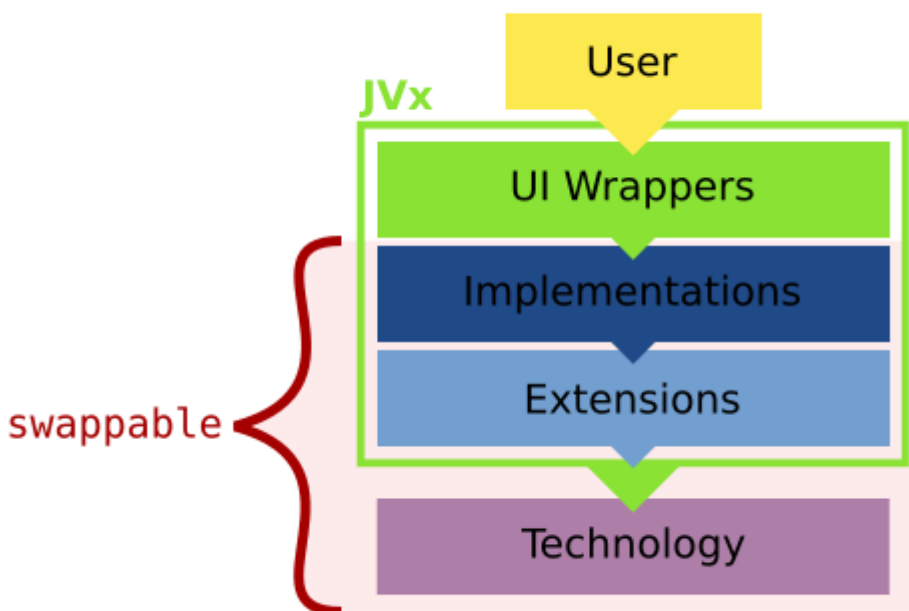 User
JVx
UI Wrappers
Implementations
Extensions
swappable
Technology